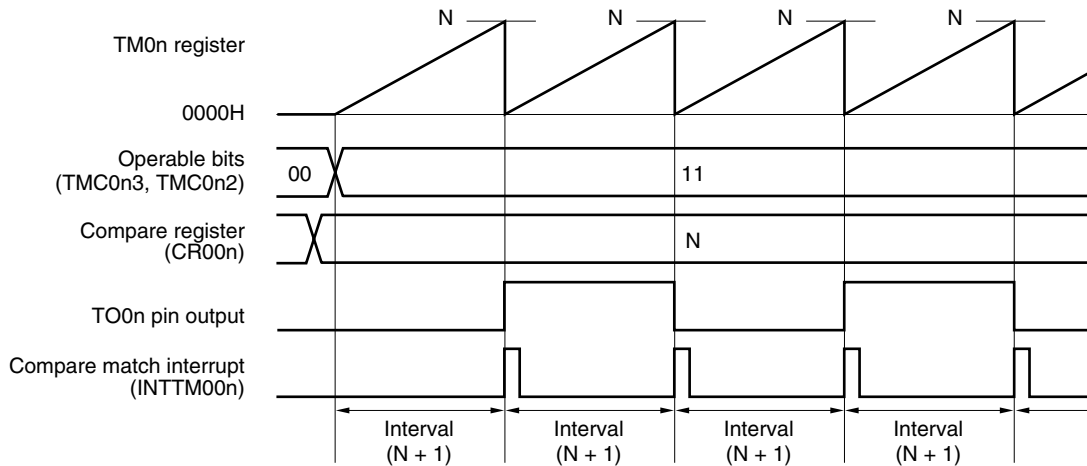 N N N N
TM0n register
0000H
Operable bits
(TMC0n3, TMC0n2)
00 11
Compare register
(CR00n)
N
TO0n pin output
Compare match interrupt
(INTTM00n)
Interval
(N + 1)
Interval
(N + 1)
Interval
(N + 1)
Interval
(N + 1)